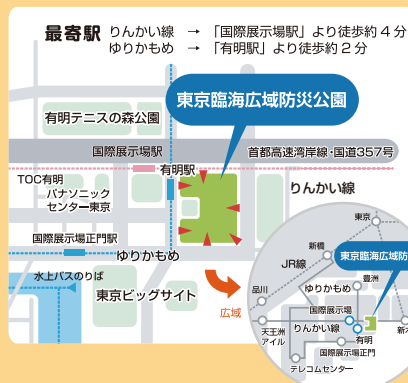 最寄駅
りんかい線 → 「国際展示場駅」より徒歩約4分
ゆりかもめ → 「有明駅」より徒歩約2分
東京臨海広域防災公園
有明テニスの森公園
国際展示場駅
首都高速湾岸線・国道357号
有明駅
TOC有明
パナソニック
センター東京
りんかい線
国際展示場正門駅
ゆりかもめ
水上バスのりば
東京ビッグサイト
広域
東京
新橋
JR線
東京臨海広域防
品川
ゆりかもめ
豊洲
国際展示場
天王洲
アイル
りんかい線
有明
新木
国際展示場正門
テレコムセンター